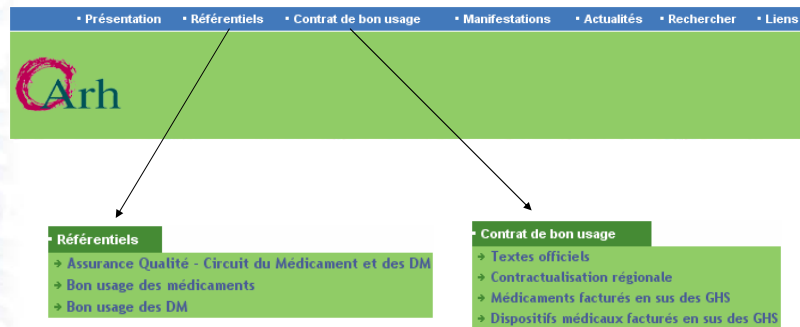 ▪ Présentation ▪ Référentiels ▪ Contrat de bon usage ▪ Manifestations ▪ Actualités ▪ Rechercher ▪ Liens
Arh
▪ Référentiels
→ Assurance Qualité - Circuit du Médicament et des DM
→ Bon usage des médicaments
→ Bon usage des DM
▪ Contrat de bon usage
→ Textes officiels
→ Contractualisation régionale
→ Médicaments facturés en sus des GHS
→ Dispositifs médicaux facturés en sus des GHS